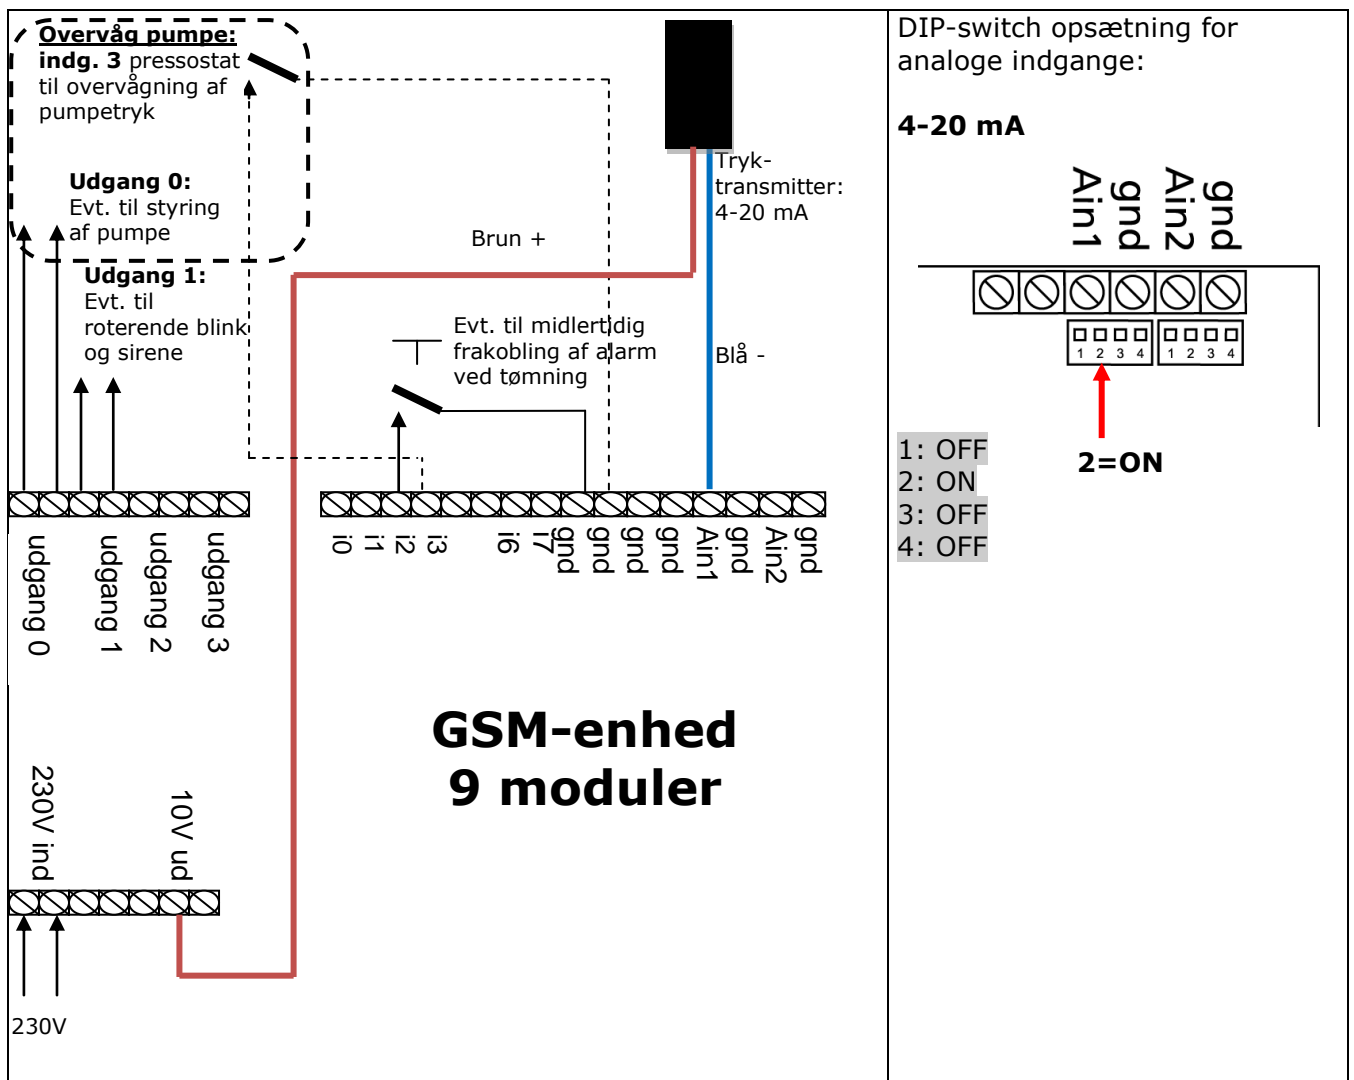 Overvåg pumpe:
indg. 3 pressostat
til overvågning af
pumpetryk
Udgang 0:
Evt. til styring
af pumpe
Udgang 1:
Evt. til
roterende blink
og sirene
Tryk-
transmitter:
4-20 mA
Brun +
Evt. til midlertidig
frakobling af alarm
ved tømning
Blå -
udgang 0
udgang 1
udgang 2
udgang 3
i0
i1
i2
i3
i6
i7
gnd
gnd
gnd
gnd
Ain1
gnd
Ain2
gnd
GSM-enhed
9 moduler
230V ind
10V ud
230V
DIP-switch opsætning for
analoge indgange:
4-20 mA
Ain1
gnd
Ain2
gnd
1 2 3 4
1 2 3 4
2=ON
1: OFF
2: ON
3: OFF
4: OFF